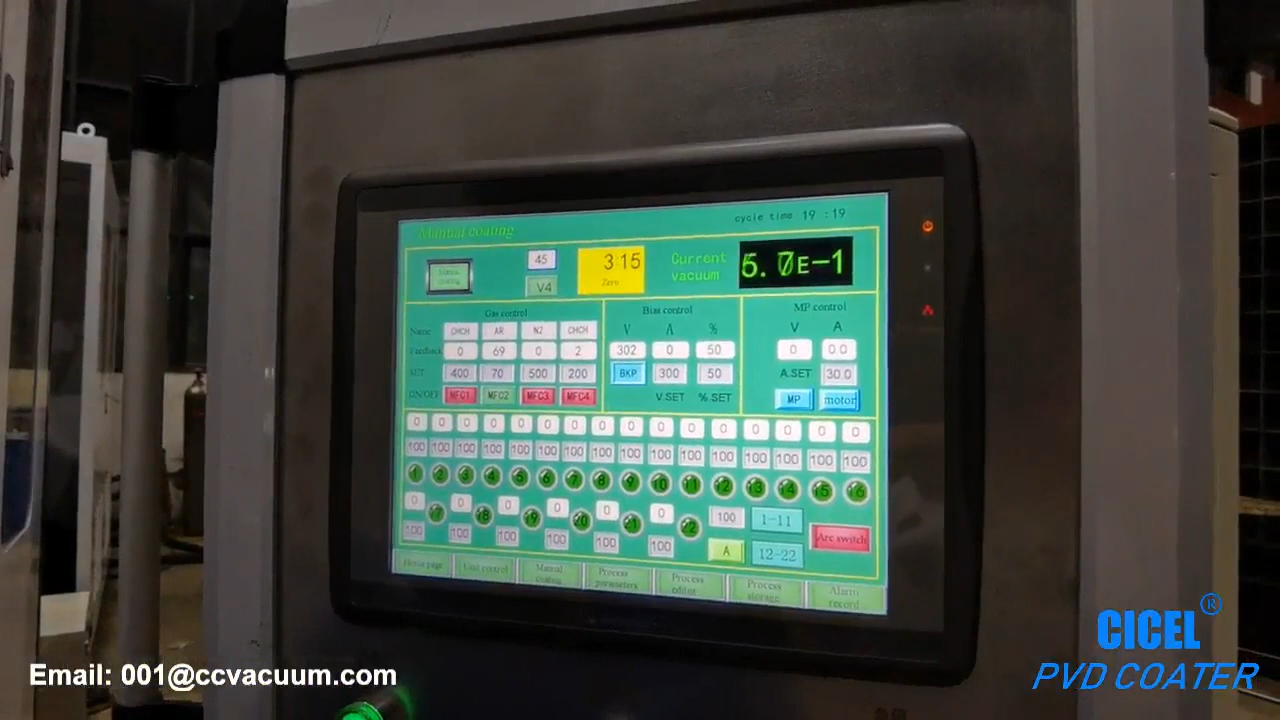 cycle time 19 : 19
Manual coating
Manual coating
45
V4
3 15
Zero
Current vacuum
5.7E-1
Gas control
Name CHCH AR N2 CHCH
Feedback 0 69 0 2
SET 400 70 500 200
ON/OFF MFC1 MFC2 MFC3 MFC4
Bias control
V A %
302 0 50
BKP 300 50
V.SET %.SET
MP control
V A
0 0.0
A.SET 30.0
MP motor
0 0 0 0 0 0 0 0 0 0 0 0 0 0 0 0
100 100 100 100 100 100 100 100 100 100 100 100 100 100 100 100
1 2 3 4 5 6 7 8 9 10 11 12 13 14 15 16
0 0 0 0 0 0
17 18 19 20 21 22
100 100 100 100 100 100
100 1-11
A 12-22
Arc switch
Home page Unit control Manual coating Process parameters Process editor Process storage Alarm record
CICEL®
PVD COATER
Email: 001@ccvacuum.com